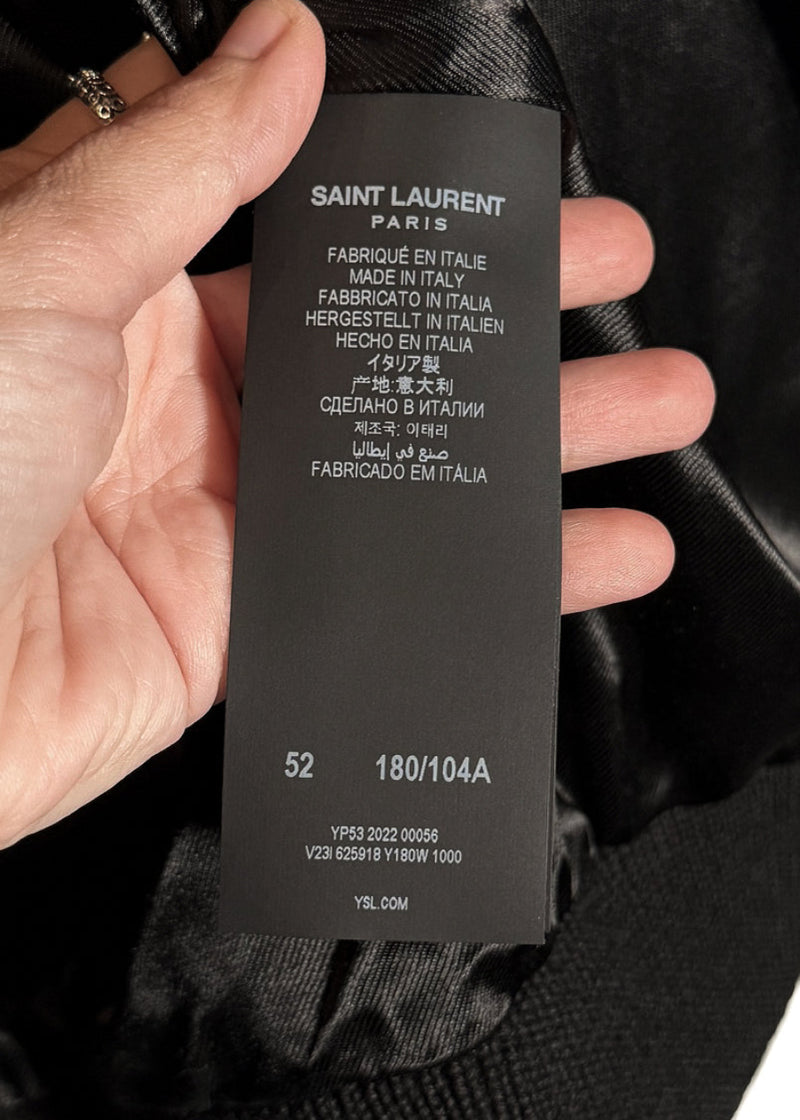 SAINT LAURENT
PARIS
FABRIQUÉ EN ITALIE
MADE IN ITALY
FABBRICATO IN ITALIA
HERGESTELLT IN ITALIEN
HECHO EN ITALIA
イタリア製
产地:意大利
СДЕЛАНО В ИТАЛИИ
제조국: 이태리
صنع في إيطاليا
FABRICADO EM ITÁLIA
52 180/104A
YP53 2022 00056
V23I 625918 Y180W 1000
YSL.COM